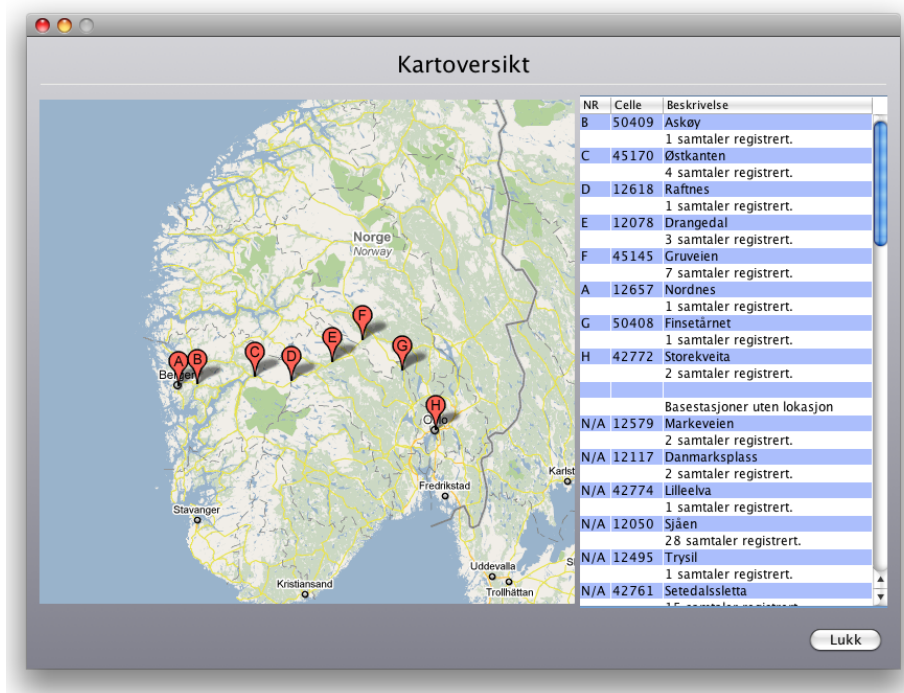 Kartoversikt
Norge
Norway
F
E
C
D
G
A
B
Bergen
H
Oslo
Karlst
Fredrikstad
Stavanger
Uddevalla
Kristiansand
Trollhättan
NR Celle Beskrivelse
B 50409 Askøy
1 samtaler registrert.
C 45170 Østkanten
4 samtaler registrert.
D 12618 Raftnes
1 samtaler registrert.
E 12078 Drangedal
3 samtaler registrert.
F 45145 Gruveien
7 samtaler registrert.
A 12657 Nordnes
1 samtaler registrert.
G 50408 Finsetårnet
1 samtaler registrert.
H 42772 Storekveita
2 samtaler registrert.
Basestasjoner uten lokasjon
N/A 12579 Markeveien
2 samtaler registrert.
N/A 12117 Danmarksplass
2 samtaler registrert.
N/A 42774 Lilleelva
1 samtaler registrert.
N/A 12050 Sjåen
28 samtaler registrert.
N/A 12495 Trysil
1 samtaler registrert.
N/A 42761 Setedalssletta
15 samtaler registrert.
Lukk